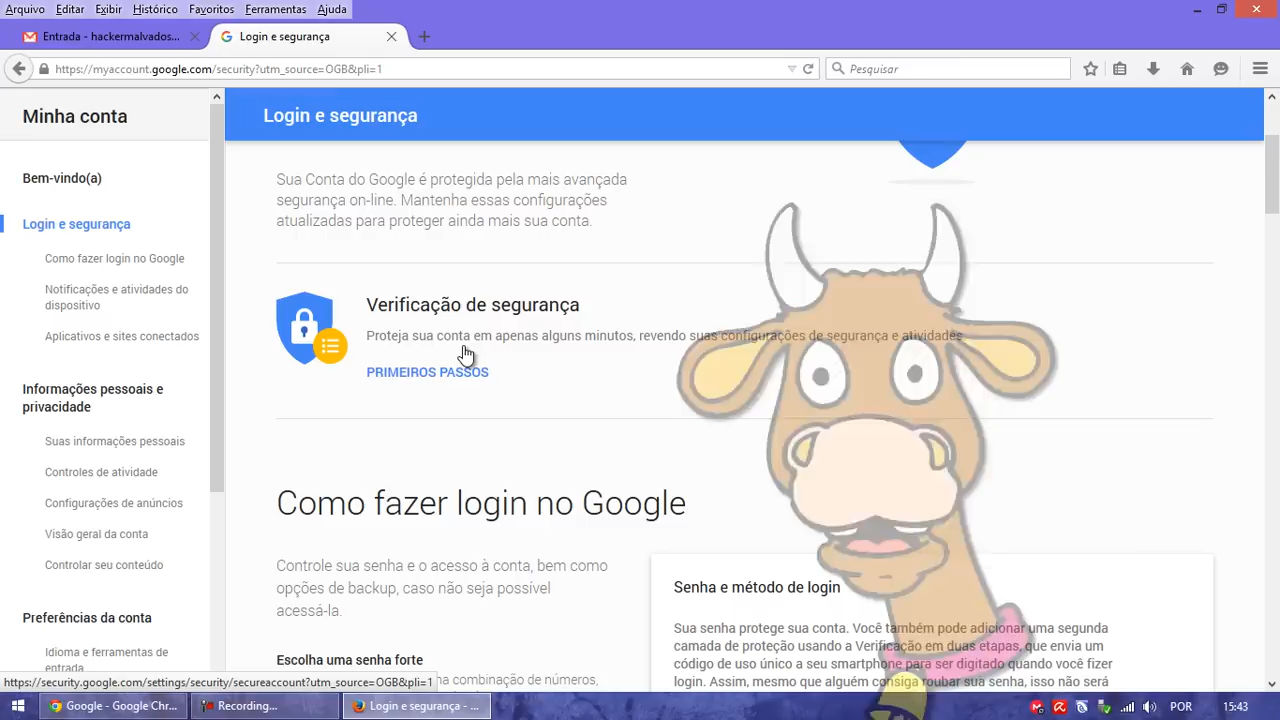 Arquivo Editar Exibir Histórico Favoritos Ferramentas Ajuda
Entrada - hackermalvados...
Login e segurança
https://myaccount.google.com/security?utm_source=OGB&pli=1
Pesquisar
Minha conta
Bem-vindo(a)
Login e segurança
Como fazer login no Google
Notificações e atividades do
dispositivo
Aplicativos e sites conectados
Informações pessoais e
privacidade
Suas informações pessoais
Controles de atividade
Configurações de anúncios
Visão geral da conta
Controlar seu conteúdo
Preferências da conta
Idioma e ferramentas de
entrada
Login e segurança
Sua Conta do Google é protegida pela mais avançada
segurança on-line. Mantenha essas configurações
atualizadas para proteger ainda mais sua conta.
Verificação de segurança
Proteja sua conta em apenas alguns minutos, revendo suas configurações de segurança e atividades
PRIMEIROS PASSOS
Como fazer login no Google
Controle sua senha e o acesso à conta, bem como
opções de backup, caso não seja possível
acessá-la.
Escolha uma senha forte
ma combinação de números,
Senha e método de login
Sua senha protege sua conta. Você também pode adicionar uma segunda
camada de proteção usando a Verificação em duas etapas, que envia um
código de uso único a seu smartphone para ser digitado quando você fizer
login. Assim, mesmo que alguém consiga roubar sua senha, isso não será
https://security.google.com/settings/security/secureaccount?utm_source=OGB&pli=1
Google - Google Chr...
Recording...
Login e segurança - ...
POR
15:43